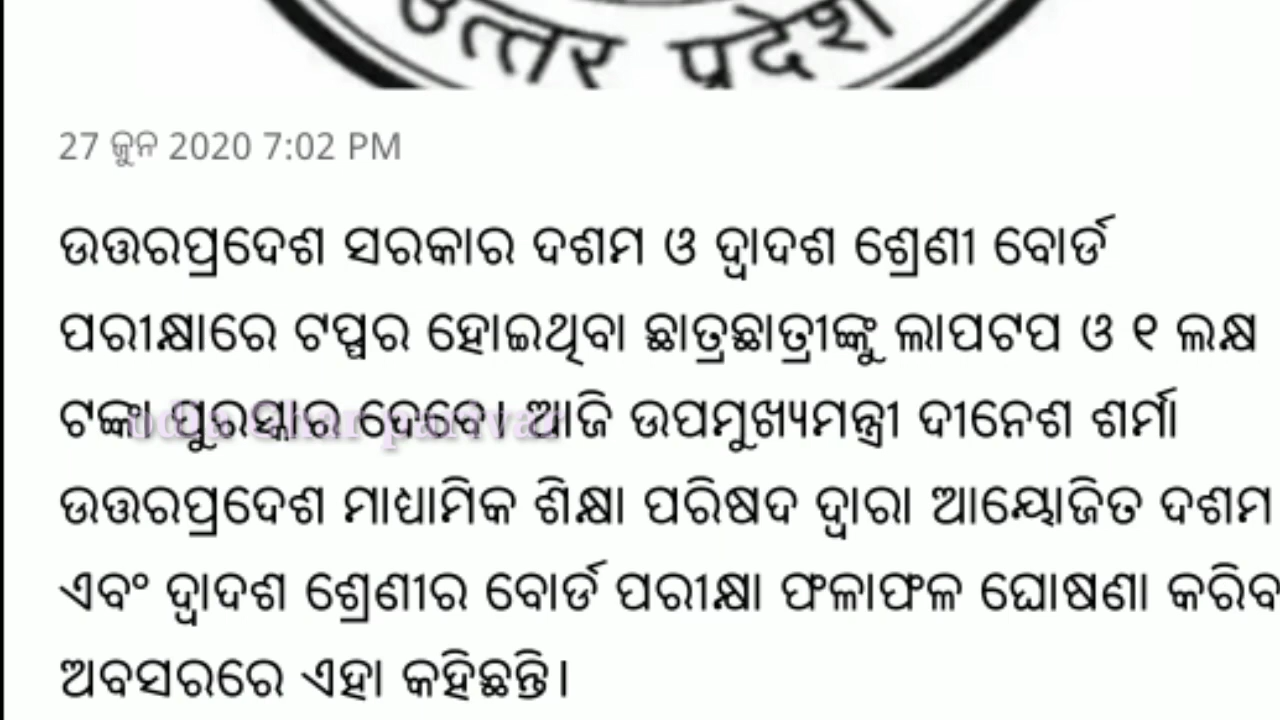 उत्तर प्रदेश
27 ଜୁନ 2020 7:02 PM
ଉତ୍ତରପ୍ରଦେଶ ସରକାର ଦଶମ ଓ ଦ୍ୱାଦଶ ଶ୍ରେଣୀ ବୋର୍ଡ
ପରୀକ୍ଷାରେ ଟପ୍ପର ହୋଇଥିବା ଛାତ୍ରଛାତ୍ରୀଙ୍କୁ ଲାପଟପ ଓ ୧ ଲକ୍ଷ
ଟଙ୍କା ପୁରସ୍କାର ଦେବେ। ଆଜି ଉପମୁଖ୍ୟମନ୍ତ୍ରୀ ଦୀନେଶ ଶର୍ମା
ଉତ୍ତରପ୍ରଦେଶ ମାଧ୍ୟାମିକ ଶିକ୍ଷା ପରିଷଦ ଦ୍ୱାରା ଆୟୋଜିତ ଦଶମ
ଏବଂ ଦ୍ୱାଦଶ ଶ୍ରେଣୀର ବୋର୍ଡ ପରୀକ୍ଷା ଫଳାଫଳ ଘୋଷଣା କରିବ
ଅବସରରେ ଏହା କହିଛନ୍ତି।